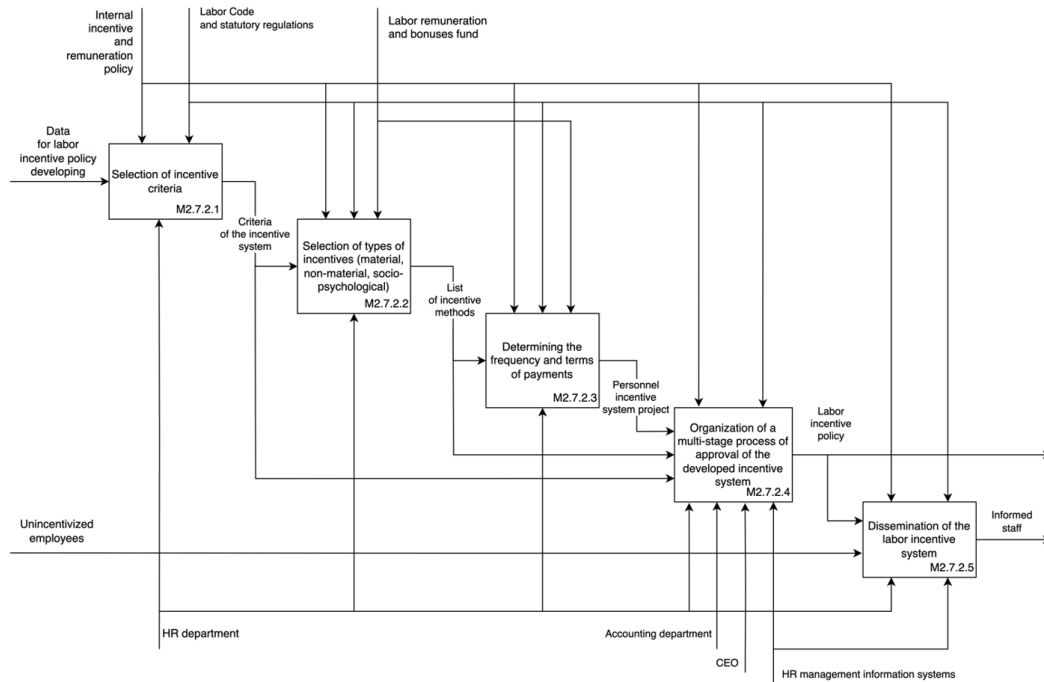 Internal
incentive
and
remuneration
policy
Labor Code
and statutory regulations
Labor remuneration
and bonuses fund
Data
for labor
incentive policy
developing
Selection of incentive
criteria
M2.7.2.1
Criteria
of the incentive
system
Selection of types of
incentives (material,
non-material, socio-
psychological)
M2.7.2.2
List
of incentive
methods
Determining the
frequency and terms
of payments
M2.7.2.3
Personnel
incentive
system project
Organization of a
multi-stage process of
approval of the
developed incentive
system
M2.7.2.4
Labor
incentive
policy
Unincentivized
employees
Dissemination of the
labor incentive
system
M2.7.2.5
Informed
staff
HR department
Accounting department
CEO
HR management information systems